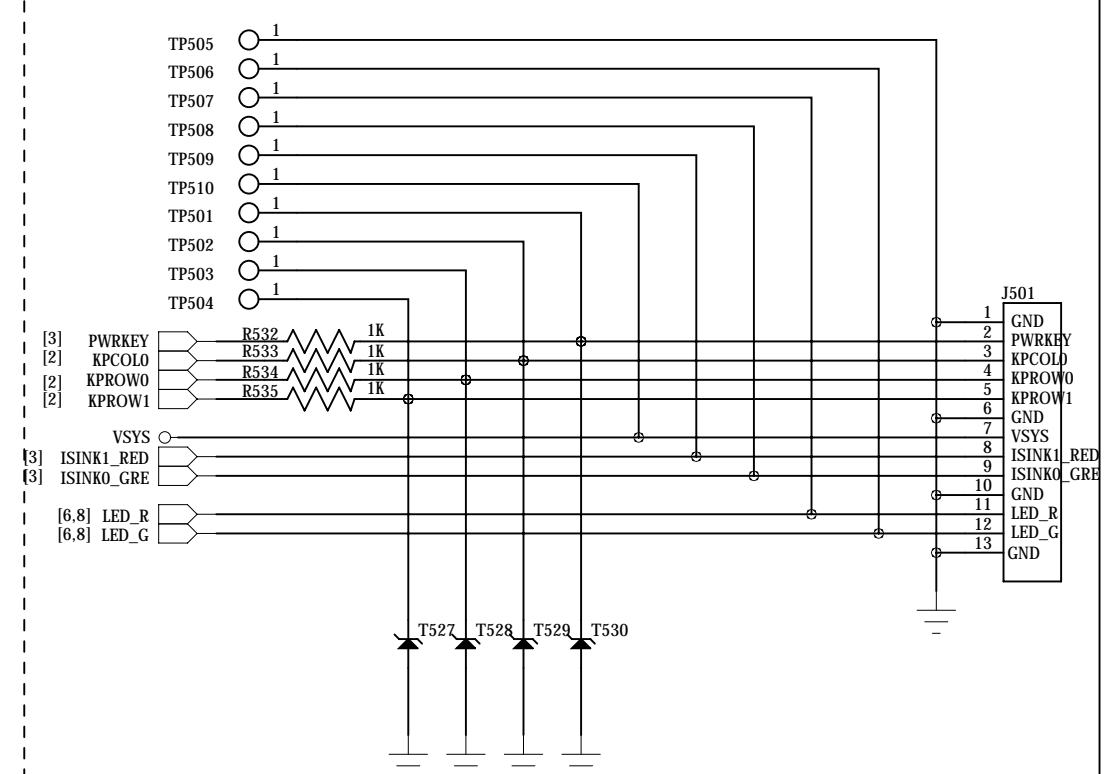 TP505 1
TP506 1
TP507 1
TP508 1
TP509 1
TP510 1
TP501 1
TP502 1
TP503 1
TP504 1
J501
[3] PWRKEY R532 1K 2 PWRKEY
[2] KPCOL0 R533 1K 3 KPCOL0
[2] KPROW0 R534 1K 4 KPROW0
[2] KPROW1 R535 1K 5 KPROW1
1 GND
6 GND
VSYS 7 VSYS
[3] ISINK1_RED 8 ISINK1_RED
[3] ISINK0_GRE 9 ISINK0_GRE
10 GND
[6,8] LED_R 11 LED_R
[6,8] LED_G 12 LED_G
13 GND
T527 T528 T529 T530